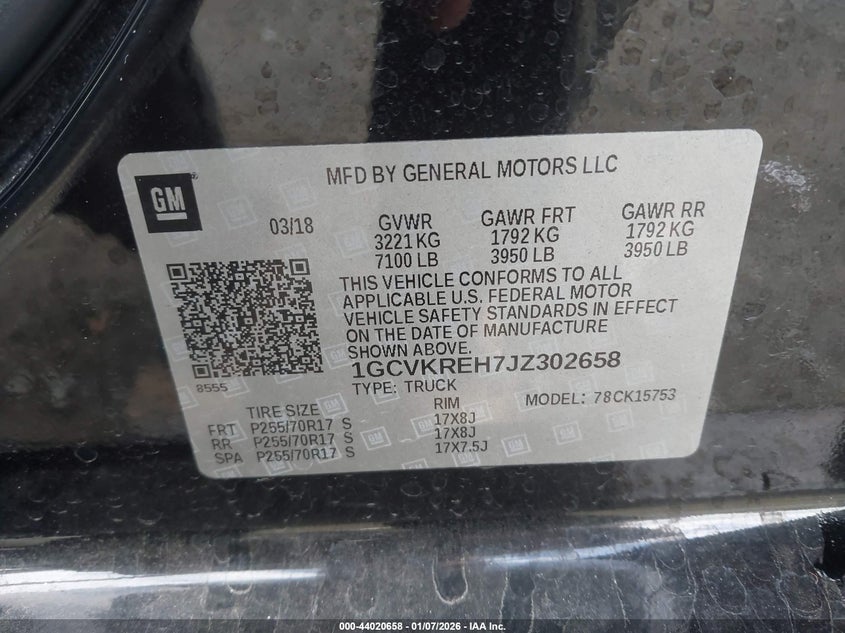 MFD BY GENERAL MOTORS LLC
GM
03/18
GVWR
3221 KG
7100 LB
GAWR FRT
1792 KG
3950 LB
GAWR RR
1792 KG
3950 LB
THIS VEHICLE CONFORMS TO ALL
APPLICABLE U.S. FEDERAL MOTOR
VEHICLE SAFETY STANDARDS IN EFFECT
ON THE DATE OF MANUFACTURE
SHOWN ABOVE.
1GCVKREH7JZ302658
8555
TYPE: TRUCK
MODEL: 78CK15753
TIRE SIZE RIM
FRT P255/70R17 S 17X8J
RR P255/70R17 S 17X8J
SPA P255/70R17 S 17X7.5J
000-44020658 - 01/07/2026 - IAA Inc.